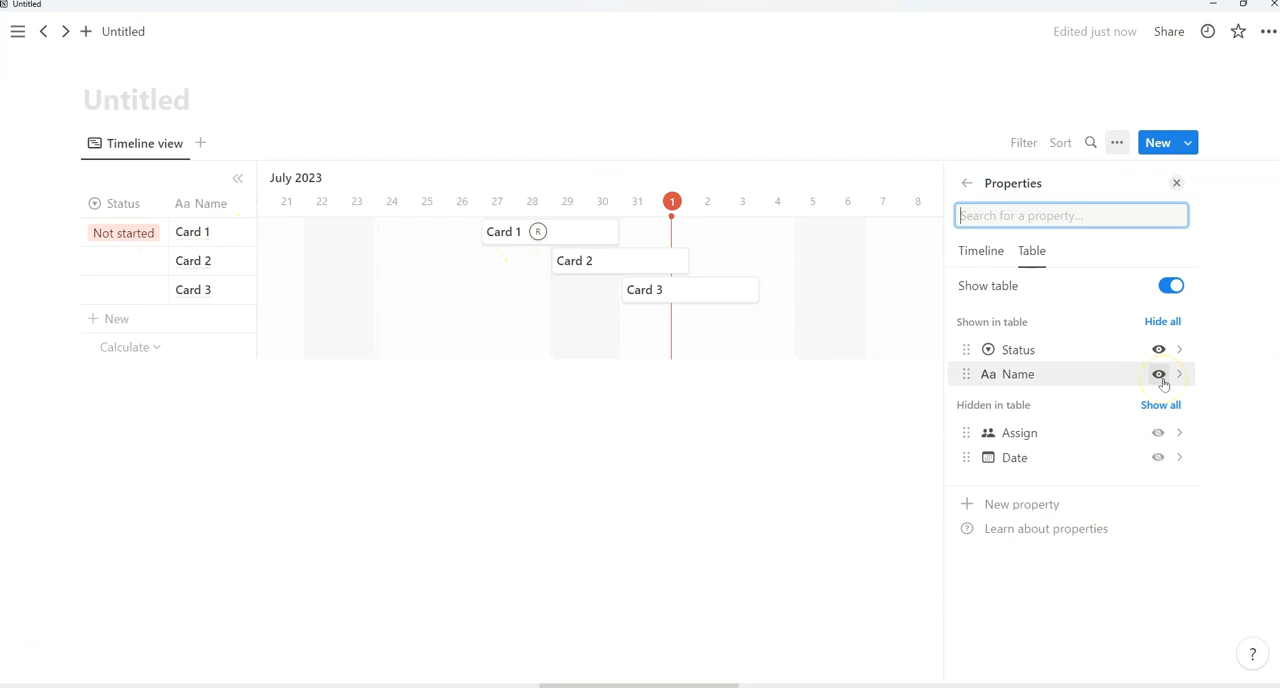 Untitled
Untitled
Edited just now Share
Untitled
Timeline view
Filter Sort New
July 2023
Status Aa Name
21 22 23 24 25 26 27 28 29 30 31 1 2 3 4 5 6 7 8
Not started Card 1
Card 1 R
Card 2
Card 2
Card 3
Card 3
+ New
Calculate
Properties
Search for a property...
Timeline Table
Show table
Shown in table Hide all
Status
Aa Name
Hidden in table Show all
Assign
Date
+ New property
? Learn about properties
?